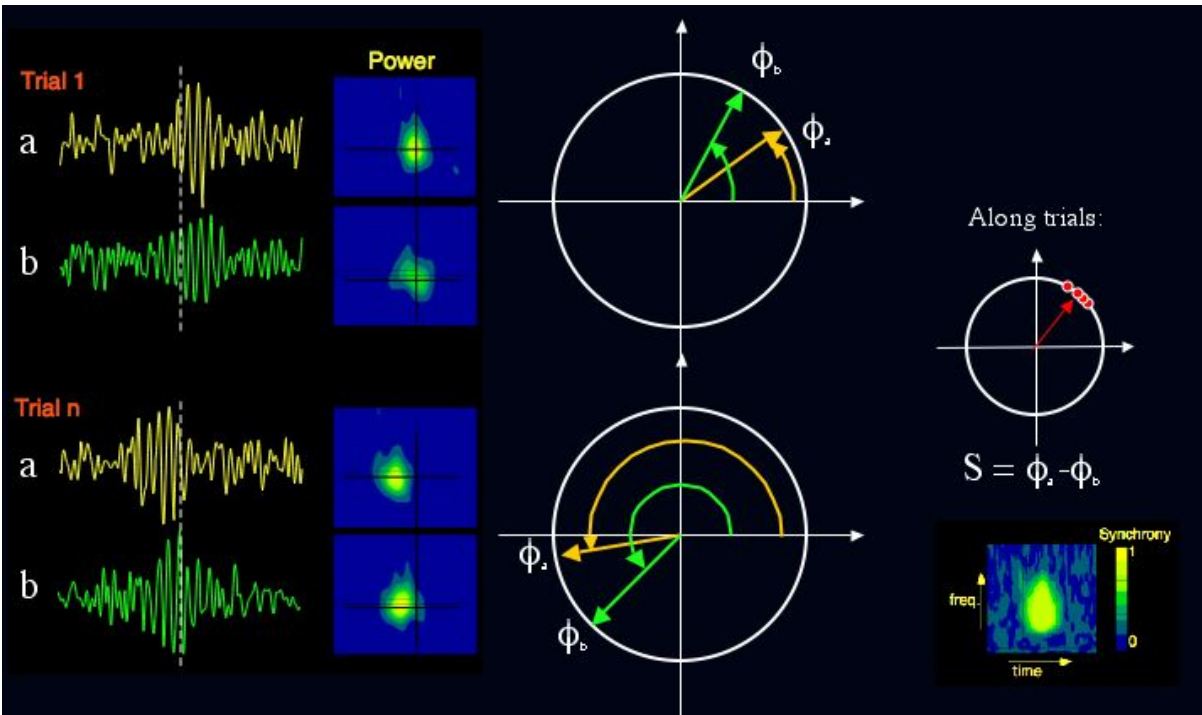 Trial 1
Power
a
b
ϕb
ϕa
Along trials:
Trial n
a
b
ϕa
ϕb
S = ϕa-ϕb
Synchrony
1
0
freq.
time